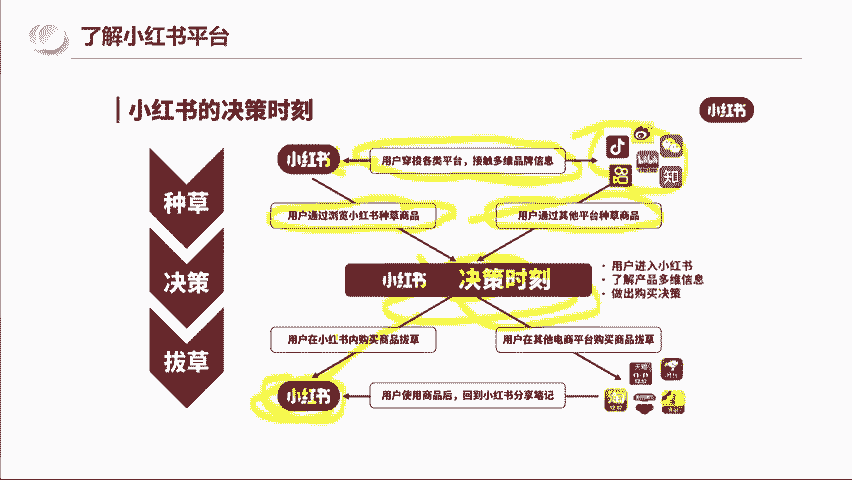 了解小红书平台
小红书的决策时刻
小红书
小红书
用户穿梭各类平台，接触多维品牌信息
知
种草
用户通过浏览小红书种草商品
用户通过其他平台种草商品
决策
小红书 决策时刻
· 用户进入小红书
· 了解产品多维信息
· 做出购买决策
拔草
用户在小红书内购买商品拔草
用户在其他电商平台购买商品拔草
天猫
小红书
用户使用商品后，回到小红书分享笔记
淘